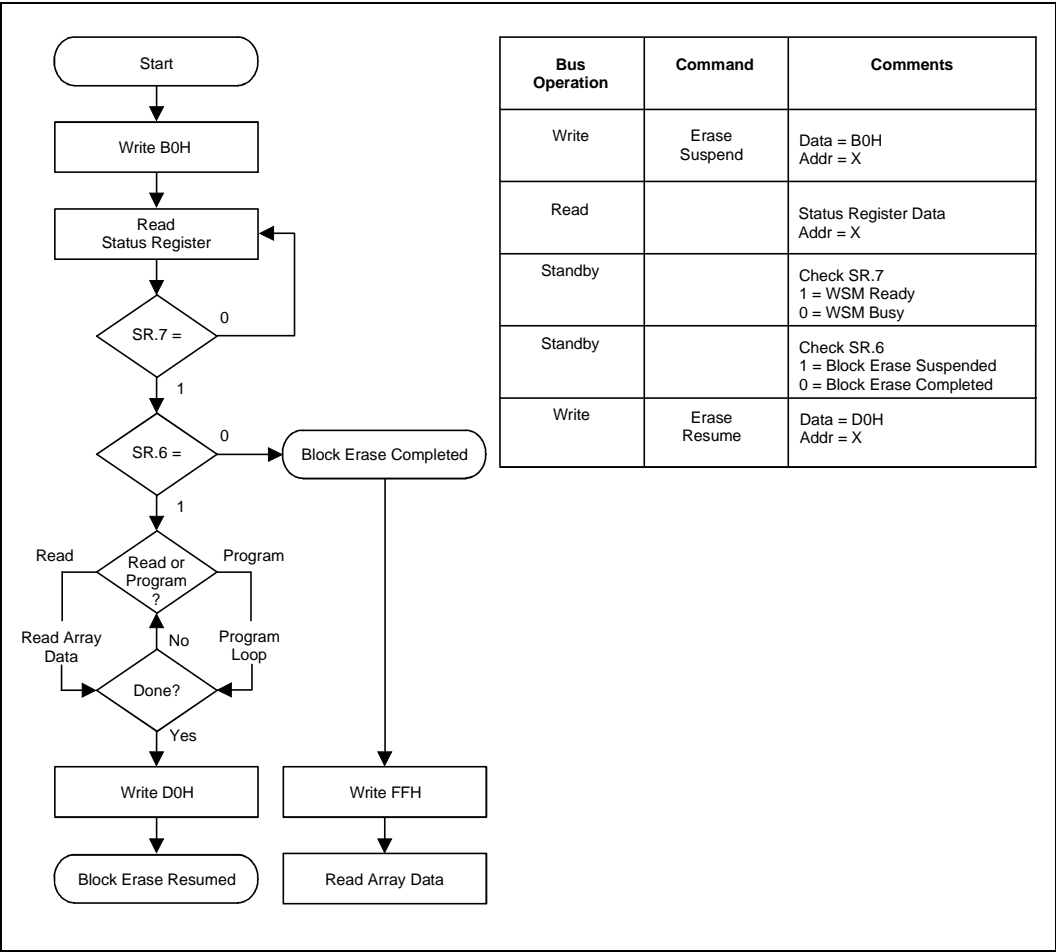 Start
Write B0H
Read
Status Register
SR.7 =
0
1
SR.6 =
0
Block Erase Completed
1
Read
Read or
Program
?
Program
Read Array
Data
No
Program
Loop
Done?
Yes
Write D0H
Write FFH
Block Erase Resumed
Read Array Data
Bus
Operation
Command
Comments
Write
Erase
Suspend
Data = B0H
Addr = X
Read
Status Register Data
Addr = X
Standby
Check SR.7
1 = WSM Ready
0 = WSM Busy
Standby
Check SR.6
1 = Block Erase Suspended
0 = Block Erase Completed
Write
Erase
Resume
Data = D0H
Addr = X